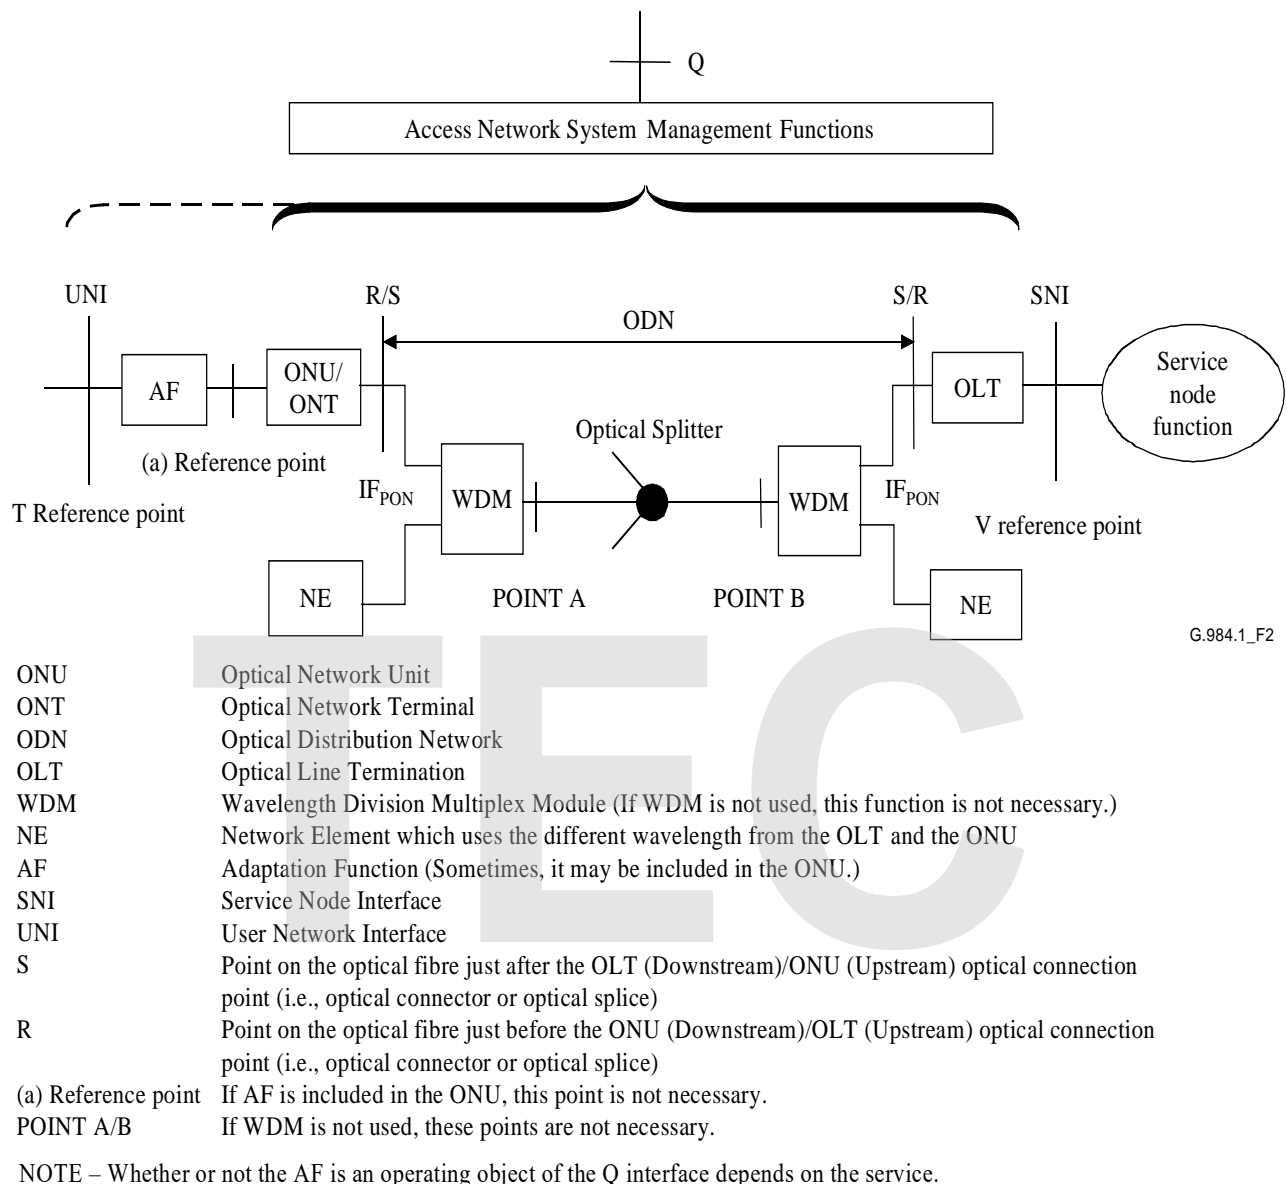 Q
Access Network System Management Functions
UNI
R/S
S/R
SNI
ODN
AF
ONU/
ONT
OLT
Service
node
function
Optical Splitter
(a) Reference point
IFPON
WDM
WDM
IFPON
T Reference point
V reference point
NE
POINT A
POINT B
NE
G.984.1_F2
TEC
ONU Optical Network Unit
ONT Optical Network Terminal
ODN Optical Distribution Network
OLT Optical Line Termination
WDM Wavelength Division Multiplex Module (If WDM is not used, this function is not necessary.)
NE Network Element which uses the different wavelength from the OLT and the ONU
AF Adaptation Function (Sometimes, it may be included in the ONU.)
SNI Service Node Interface
UNI User Network Interface
S Point on the optical fibre just after the OLT (Downstream)/ONU (Upstream) optical connection
point (i.e., optical connector or optical splice)
R Point on the optical fibre just before the ONU (Downstream)/OLT (Upstream) optical connection
point (i.e., optical connector or optical splice)
(a) Reference point If AF is included in the ONU, this point is not necessary.
POINT A/B If WDM is not used, these points are not necessary.
NOTE – Whether or not the AF is an operating object of the Q interface depends on the service.